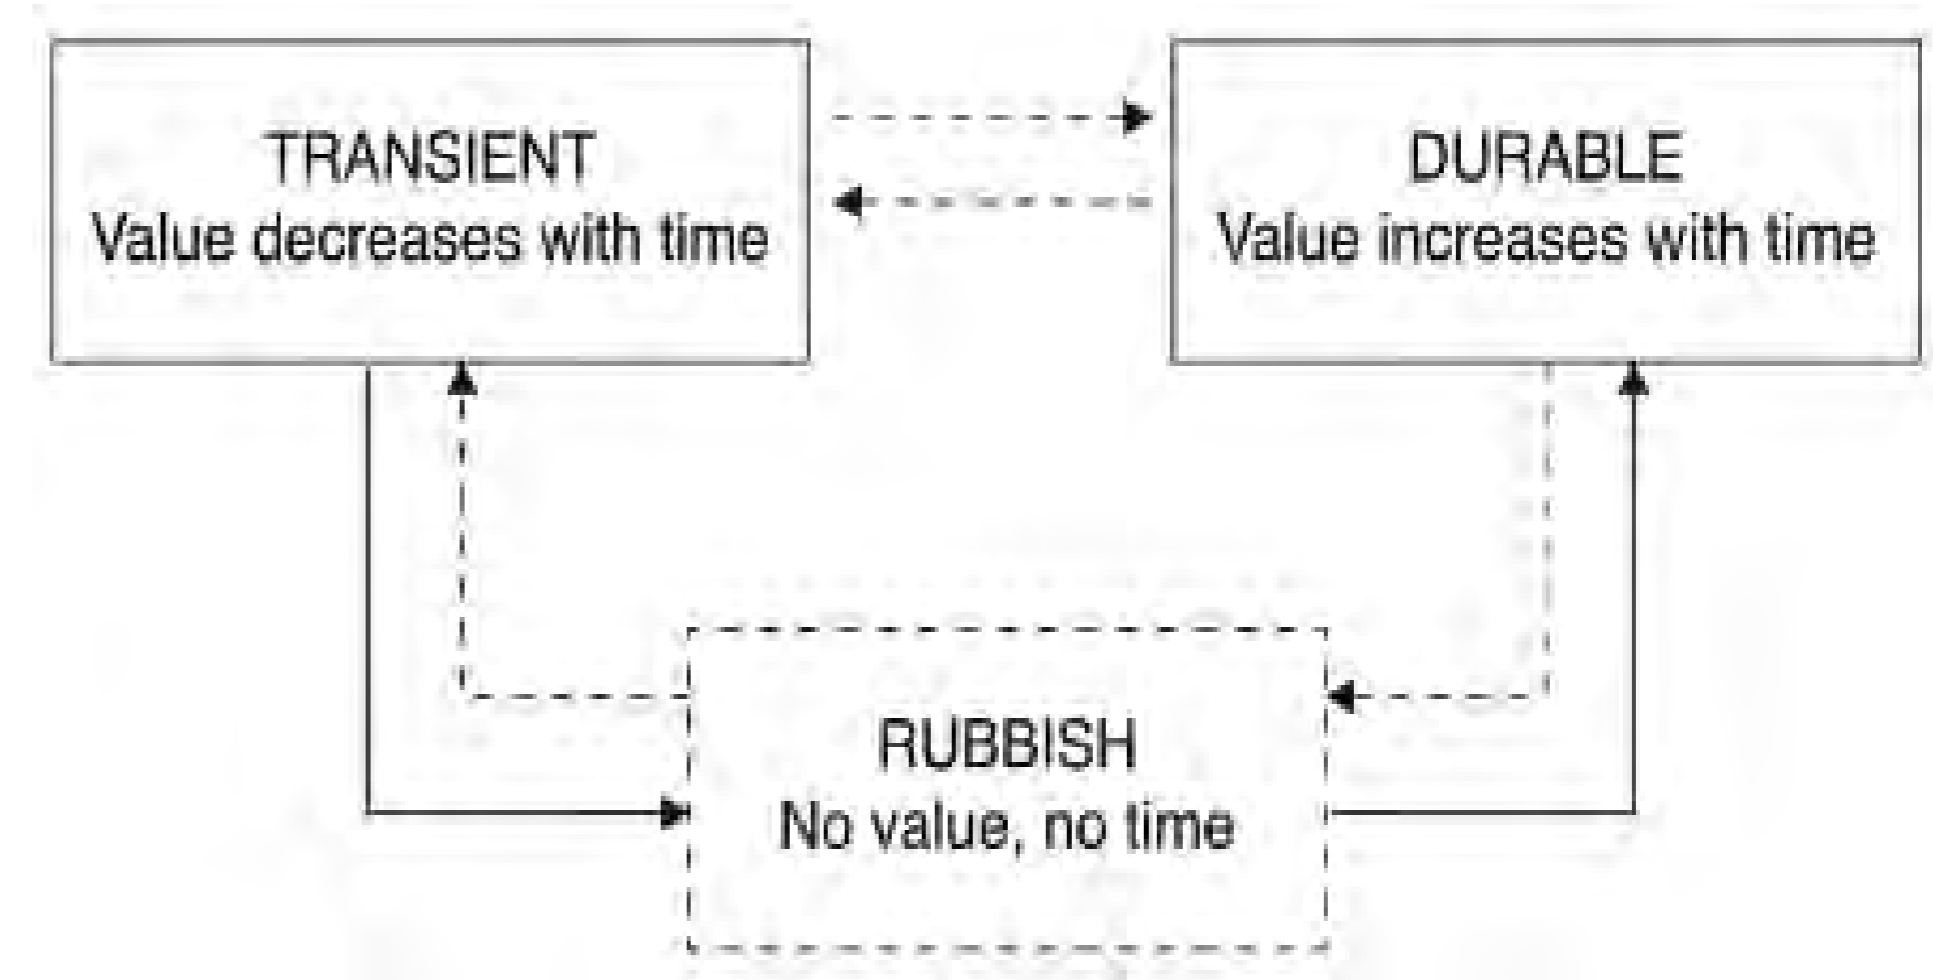 TRANSIENT
Value decreases with time
DURABLE
Value increases with time
RUBBISH
No value, no time